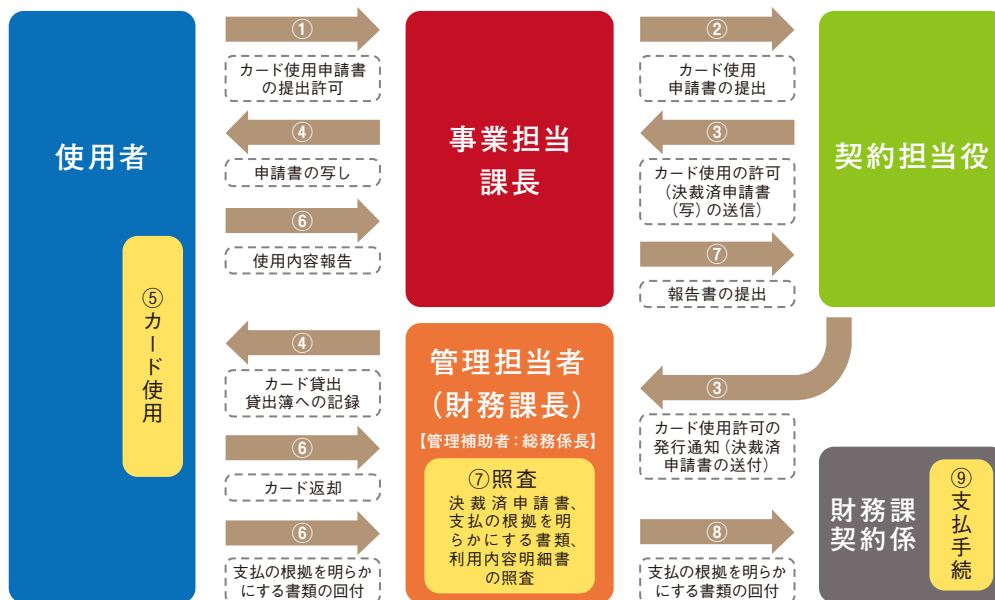 使用者
①
カード使用申請書
の提出許可
④
申請書の写し
⑥
使用内容報告
⑤カード使用
事業担当
課長
②
カード使用
申請書の提出
③
カード使用の許可
(決裁済申請書
(写)の送信)
⑦
報告書の提出
契約担当役
④
カード貸出
貸出簿への記録
⑥
カード返却
⑥
支払の根拠を明らか
にする書類の回付
管理担当者
(財務課長)
【管理補助者:総務係長】
⑦照査
決裁済申請書、
支払の根拠を明
らかにする書類、
利用内容明細書
の照査
③
カード使用許可の
発行通知(決裁済
申請書の送付)
⑧
支払の根拠を明らか
にする書類の回付
財務課
契約係
⑨支払手続